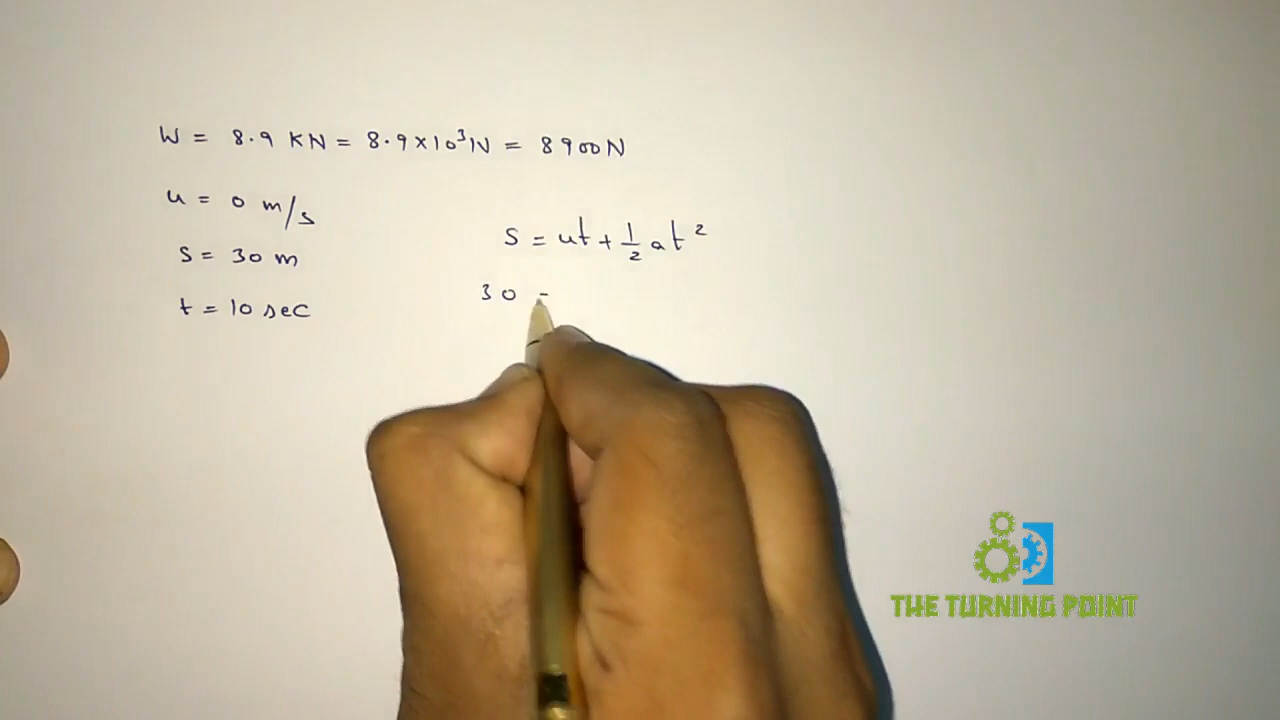 W = 8.9 KN = 8.9×10³N = 8900N
u = 0 m/s
s = 30 m
t = 10 sec
s = ut + 1/2 at²
30 =
THE TURNING POINT